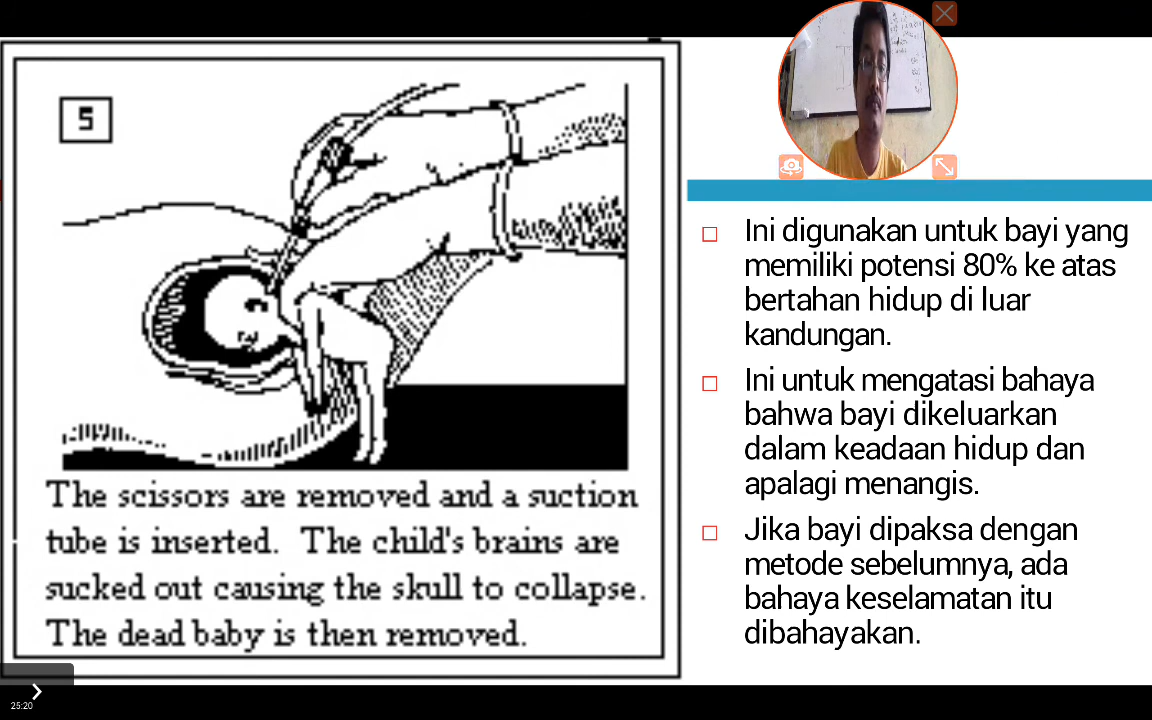 5
The scissors are removed and a suction
tube is inserted. The child's brains are
sucked out causing the skull to collapse.
The dead baby is then removed.
Ini digunakan untuk bayi yang
memiliki potensi 80% ke atas
bertahan hidup di luar
kandungan.
Ini untuk mengatasi bahaya
bahwa bayi dikeluarkan
dalam keadaan hidup dan
apalagi menangis.
Jika bayi dipaksa dengan
metode sebelumnya, ada
bahaya keselamatan itu
dibahayakan.
25:20